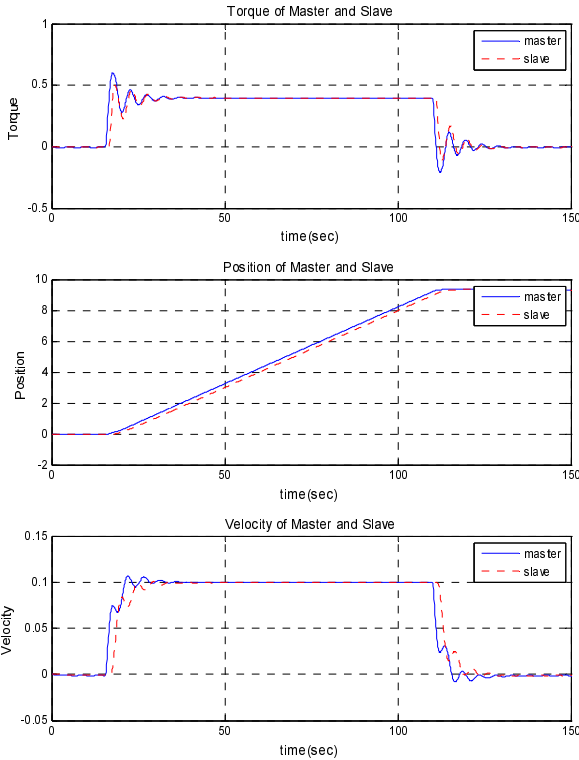 Torque of Master and Slave
1
0.5
0
-0.5
Torque
master
slave
0
50
100
150
time(sec)
Position of Master and Slave
10
8
6
4
2
0
-2
Position
master
slave
0
50
100
150
time(sec)
Velocity of Master and Slave
0.15
0.1
0.05
0
-0.05
Velocity
master
slave
0
50
100
150
time(sec)